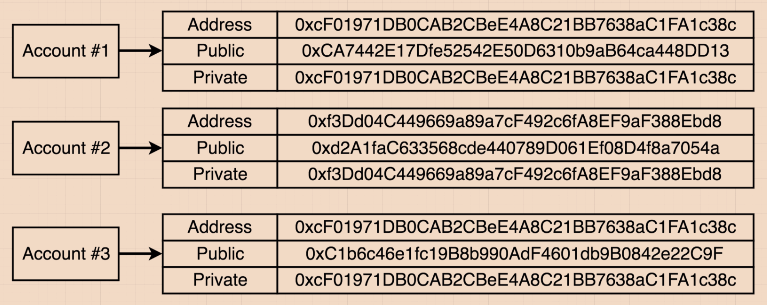 Address 0xcF01971DB0CAB2CBeE4A8C21BB7638aC1FA1c38c
Account #1 Public 0xCA7442E17Dfe52542E50D6310b9aB64ca448DD13
Private 0xcF01971DB0CAB2CBeE4A8C21BB7638aC1FA1c38c
Address 0xf3Dd04C449669a89a7cF492c6fA8EF9aF388Ebd8
Account #2 Public 0xd2A1faC633568cde440789D061Ef08D4f8a7054a
Private 0xf3Dd04C449669a89a7cF492c6fA8EF9aF388Ebd8
Address 0xcF01971DB0CAB2CBeE4A8C21BB7638aC1FA1c38c
Account #3 Public 0xC1b6c46e1fc19B8b990AdF4601db9B0842e22C9F
Private 0xcF01971DB0CAB2CBeE4A8C21BB7638aC1FA1c38c